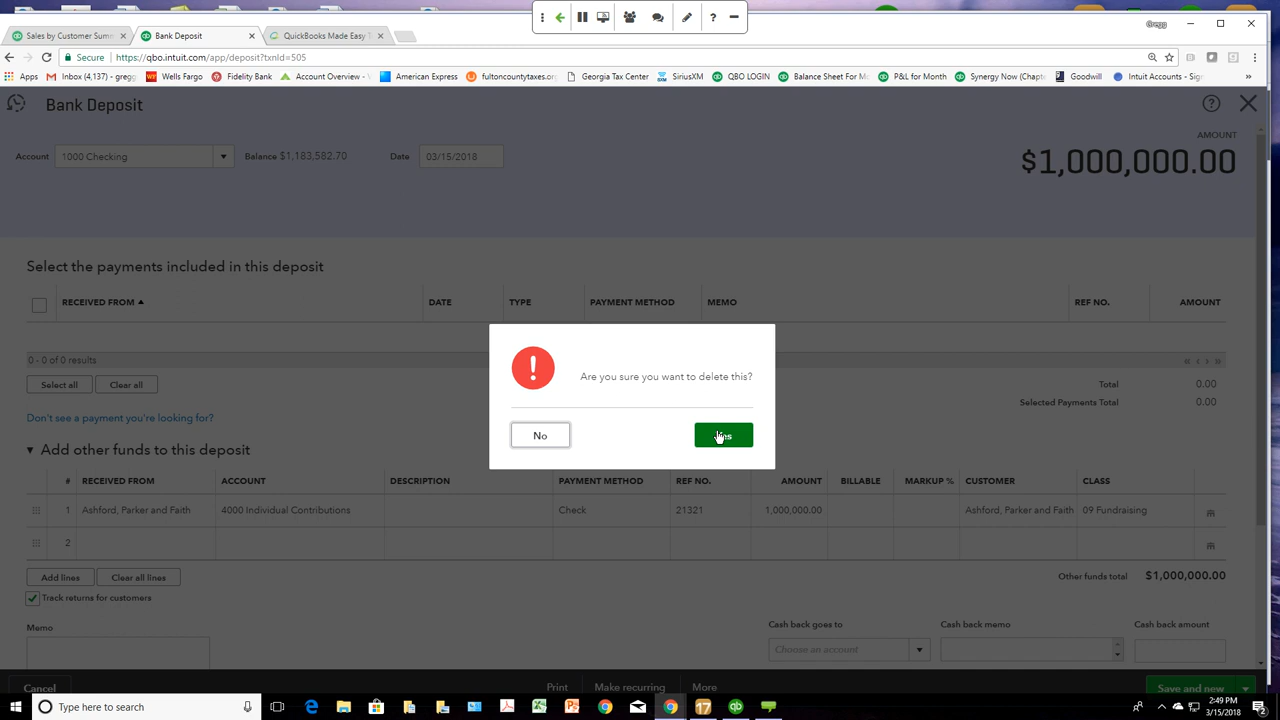 Gregg
Sales by Customer Summ
Bank Deposit
QuickBooks Made Easy T
Secure
https://qbo.intuit.com/app/deposit?txnId=505
Apps
Inbox (4,137) - gregg
Wells Fargo
Fidelity Bank
Account Overview - V
American Express
fultoncountytaxes.org
Georgia Tax Center
SiriusXM
QBO LOGIN
Balance Sheet For Mo
P&L for Month
Synergy Now (Chang
Goodwill
Intuit Accounts - Sign
»
Bank Deposit
AMOUNT
$1,000,000.00
Account
1000 Checking
Balance $1,183,582.70
Date
03/15/2018
Select the payments included in this deposit
RECEIVED FROM
DATE
TYPE
PAYMENT METHOD
MEMO
REF NO.
AMOUNT
0 - 0 of 0 results
Select all
Clear all
Total
0.00
Selected Payments Total
0.00
Are you sure you want to delete this?
No
Don't see a payment you're looking for?
Add other funds to this deposit
#
RECEIVED FROM
ACCOUNT
DESCRIPTION
PAYMENT METHOD
REF NO.
AMOUNT
BILLABLE
MARKUP %
CUSTOMER
CLASS
1
Ashford, Parker and Faith
4000 Individual Contributions
Check
21321
1,000,000.00
Ashford, Parker and Faith
09 Fundraising
2
Add lines
Clear all lines
Other funds total
$1,000,000.00
Track returns for customers
Memo
Cash back goes to
Cash back memo
Cash back amount
Choose an account
Cancel
Print
Make recurring
More
Save and new
Type here to search
17
2:49 PM
3/15/2018
2